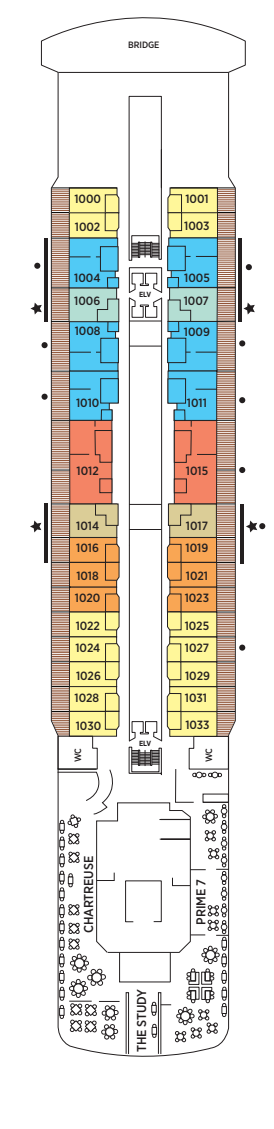 BRIDGE
1000 1001
1002 1003
1004 1005
ELV
1006 1007
1008 1009
1010 1011
1012 1015
1014 1017
1016 1019
1018 1021
1020 1023
1022 1025
1024 1027
1026 1029
1028 1031
1030 1033
ELV
WC WC
CHARTREUSE
PRIME 7
THE STUDY